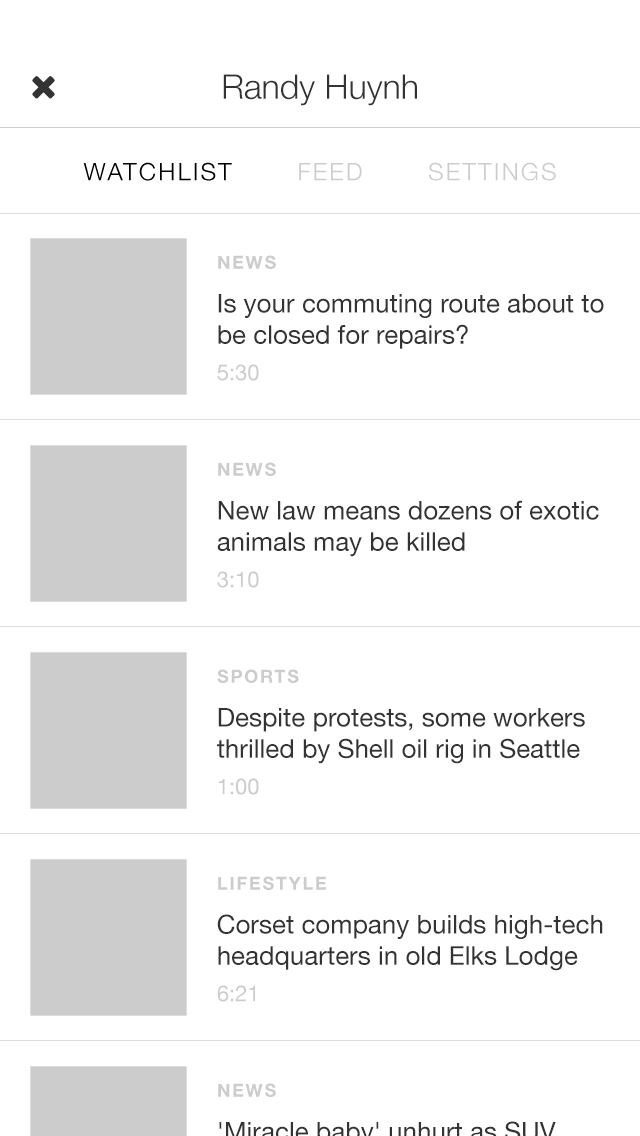 Randy Huynh
WATCHLIST FEED SETTINGS
NEWS
Is your commuting route about to
be closed for repairs?
5:30
NEWS
New law means dozens of exotic
animals may be killed
3:10
SPORTS
Despite protests, some workers
thrilled by Shell oil rig in Seattle
1:00
LIFESTYLE
Corset company builds high-tech
headquarters in old Elks Lodge
6:21
NEWS
'Miracle baby' unhurt as SUV